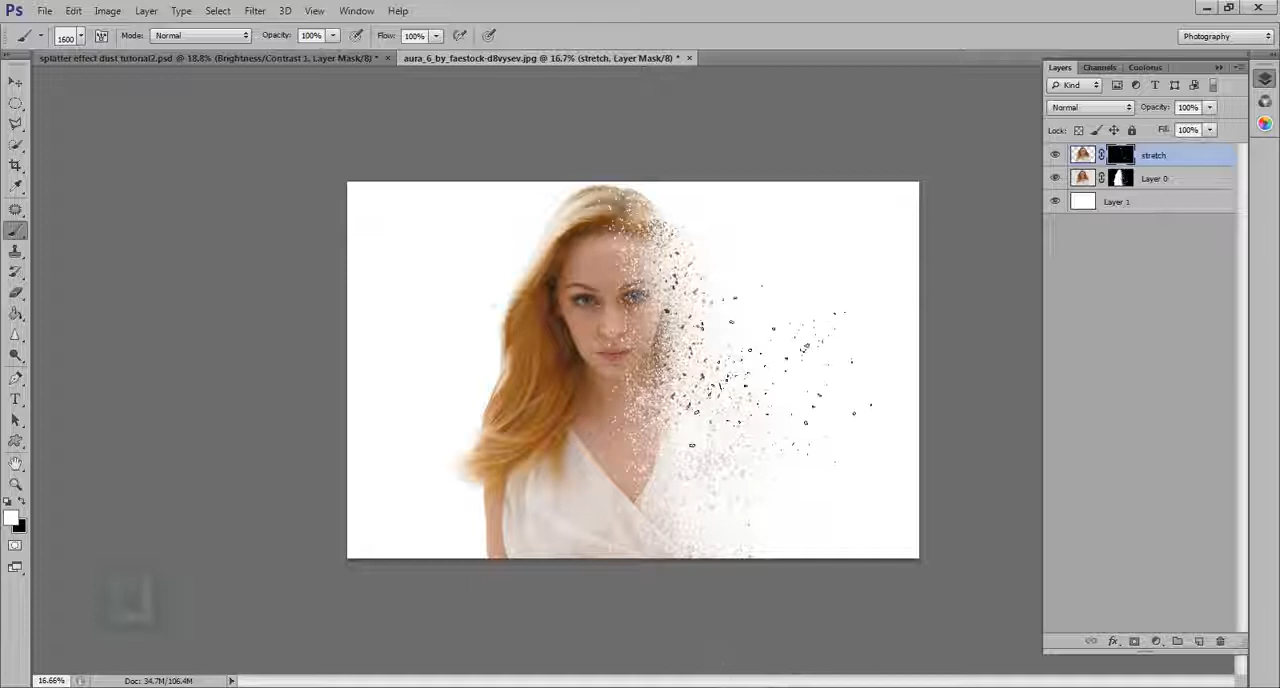 Ps File Edit Image Layer Type Select Filter 3D View Window Help
1600 Mode: Normal Opacity: 100% Flow: 100% Photography
splatter effect dust tutorial2.psd @ 18.8% (Brightness/Contrast 1, Layer Mask/8) * × aura_6_by_faestock-d8vysev.jpg @ 16.7% (stretch, Layer Mask/8) * ×
Layers Channels Coolorus
Kind T
Normal Opacity: 100%
Lock: Fill: 100%
stretch
Layer 0
Layer 1
T
fx
16.66% Doc: 34.7M/106.4M